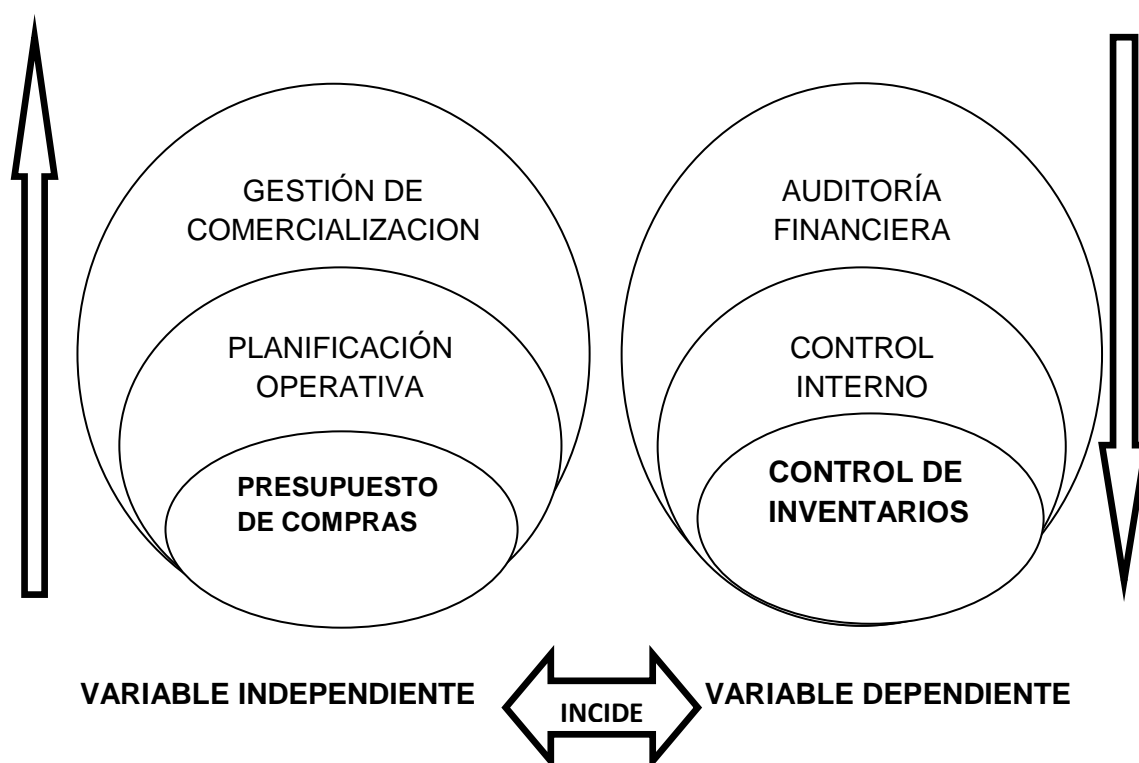 GESTIÓN DE
COMERCIALIZACION
PLANIFICACIÓN
OPERATIVA
PRESUPUESTO
DE COMPRAS
AUDITORÍA
FINANCIERA
CONTROL
INTERNO
CONTROL DE
INVENTARIOS
VARIABLE INDEPENDIENTE
INCIDE
VARIABLE DEPENDIENTE